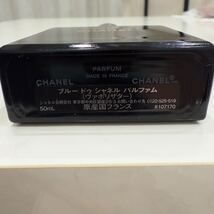 PARFUM
MADE IN FRANCE
CHANEL CHANEL
ブルー ドゥ シャネル パルファム
(ヴァポリザター)
50mL 原産国フランス 8107170